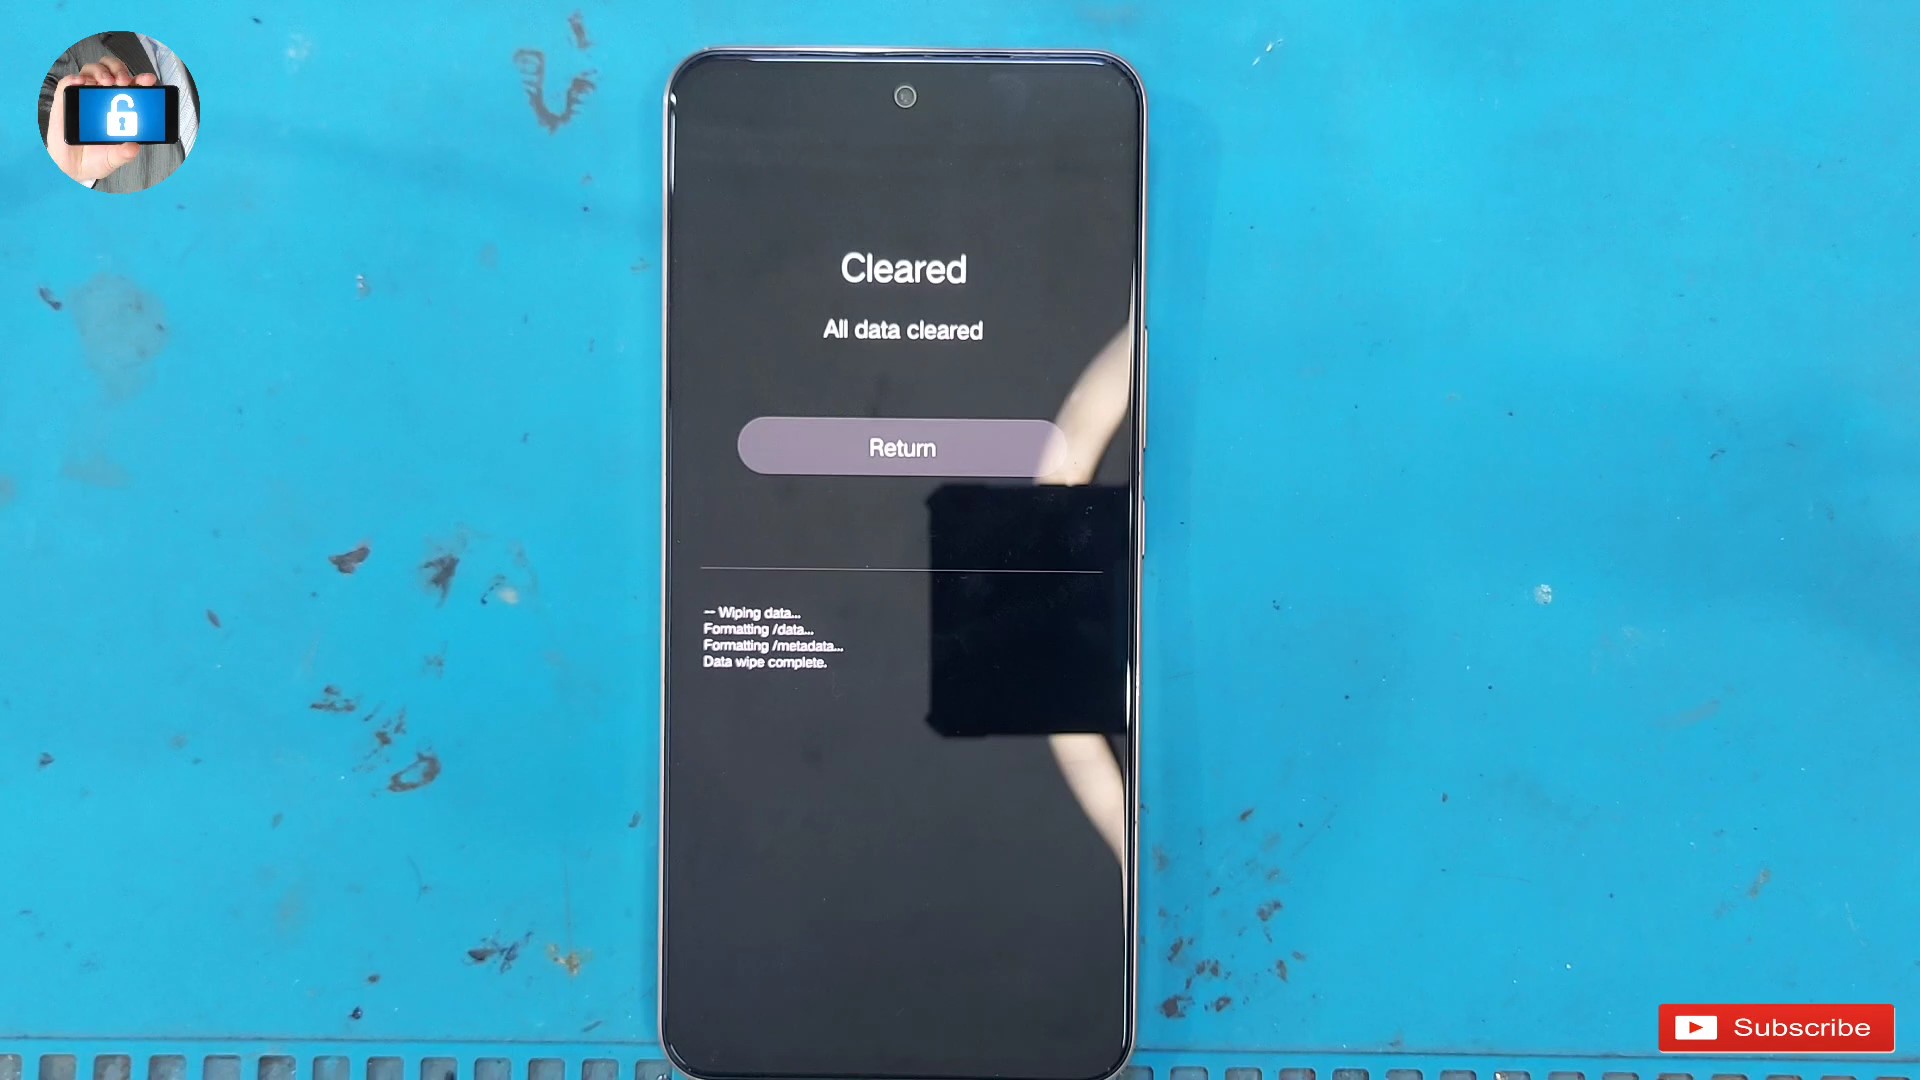 Cleared
All data cleared
Return
-- Wiping data...
Formatting /data...
Formatting /metadata...
Data wipe complete.
Subscribe